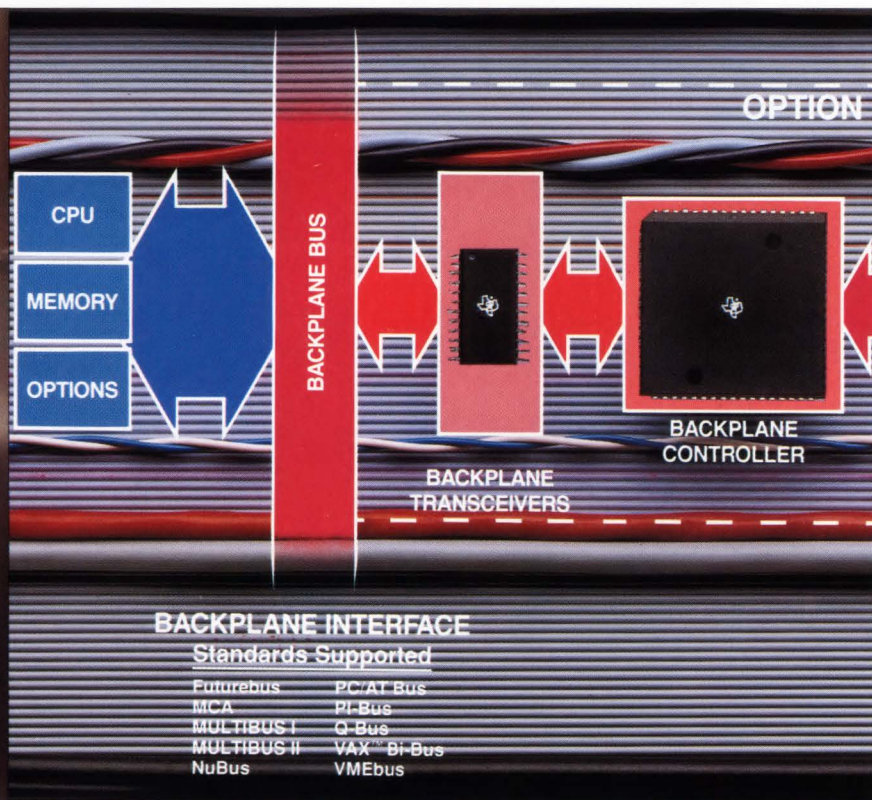 OPTION
CPU
MEMORY
OPTIONS
BACKPLANE BUS
BACKPLANE
TRANSCEIVERS
BACKPLANE
CONTROLLER
BACKPLANE INTERFACE
Standards Supported
Futurebus
MCA
MULTIBUS I
MULTIBUS II
NuBus
PC/AT Bus
PI-Bus
Q-Bus
VAX™ Bi-Bus
VMEbus